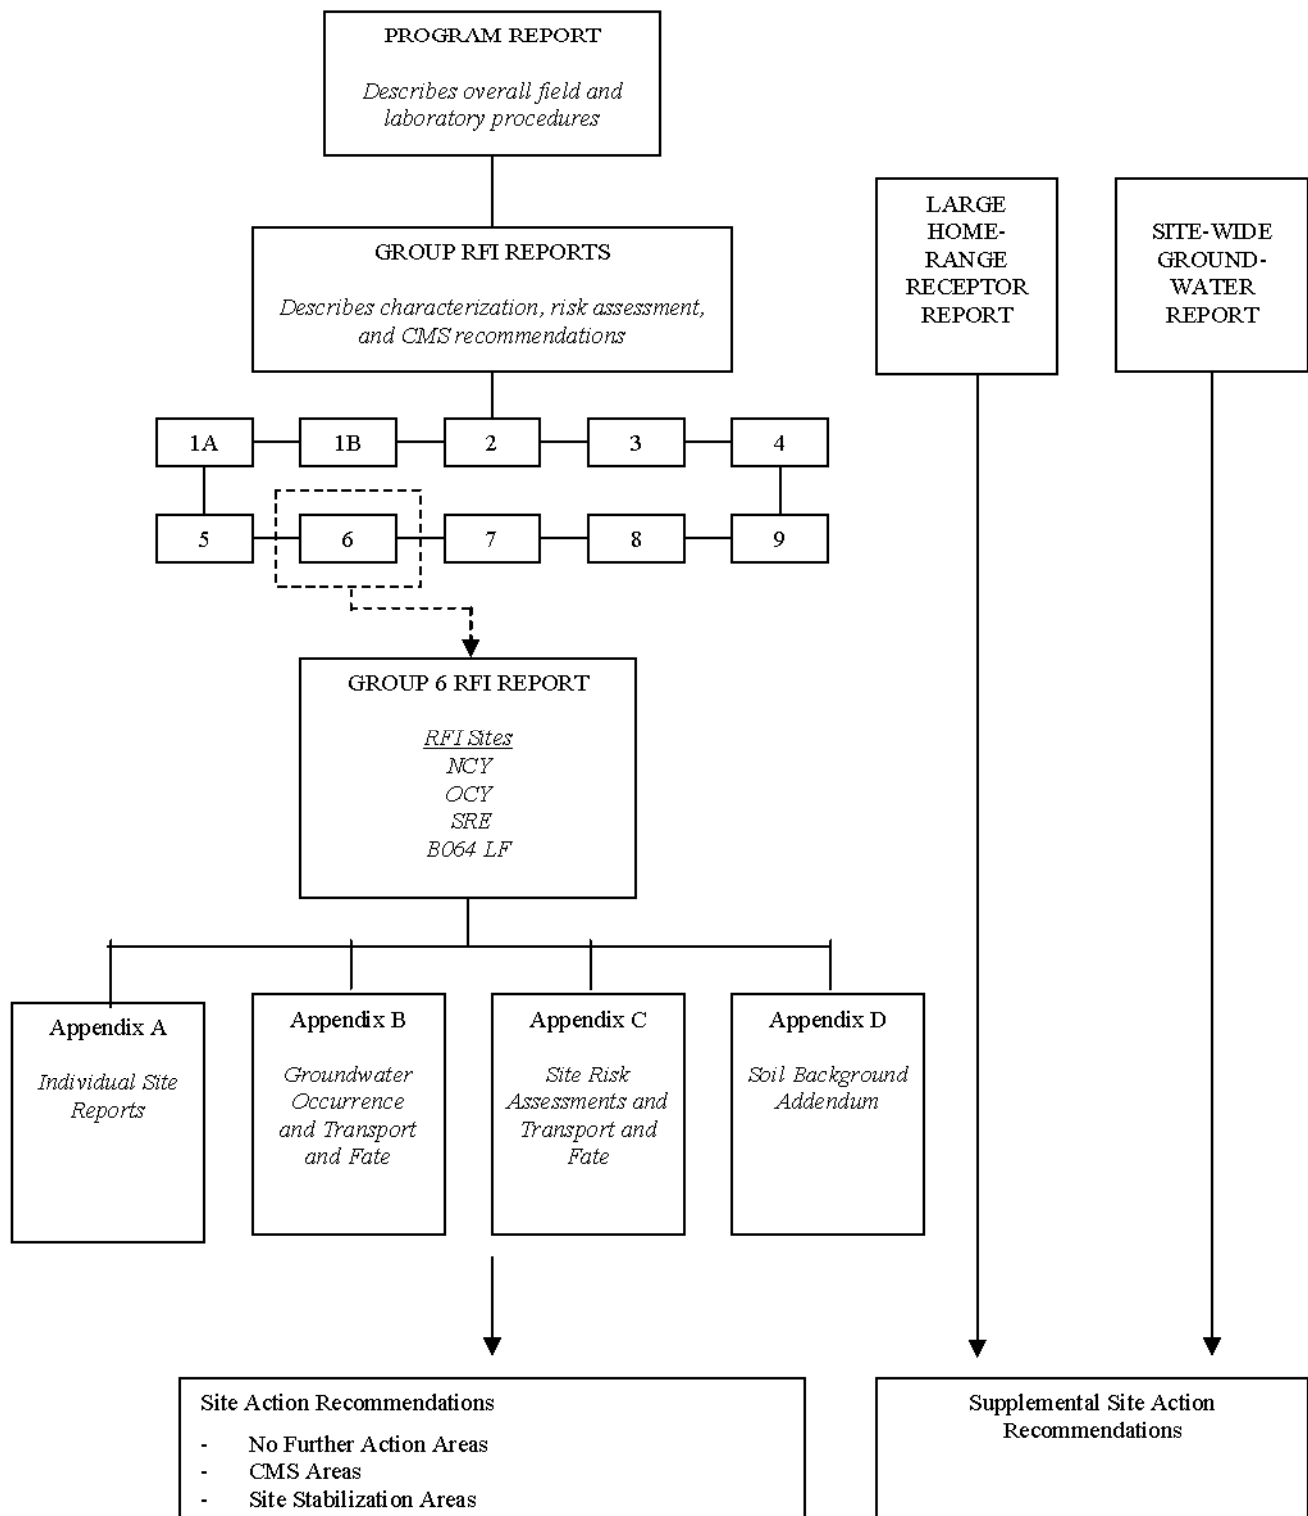 PROGRAM REPORT
Describes overall field and
laboratory procedures
GROUP RFI REPORTS
Describes characterization, risk assessment,
and CMS recommendations
LARGE
HOME-
RANGE
RECEPTOR
REPORT
SITE-WIDE
GROUND-
WATER
REPORT
1A
1B
2
3
4
5
6
7
8
9
GROUP 6 RFI REPORT
RFI Sites
NCY
OCY
SRE
B064 LF
Appendix A
Individual Site
Reports
Appendix B
Groundwater
Occurrence
and Transport
and Fate
Appendix C
Site Risk
Assessments and
Transport and
Fate
Appendix D
Soil Background
Addendum
Site Action Recommendations
- No Further Action Areas
- CMS Areas
- Site Stabilization Areas
Supplemental Site Action
Recommendations